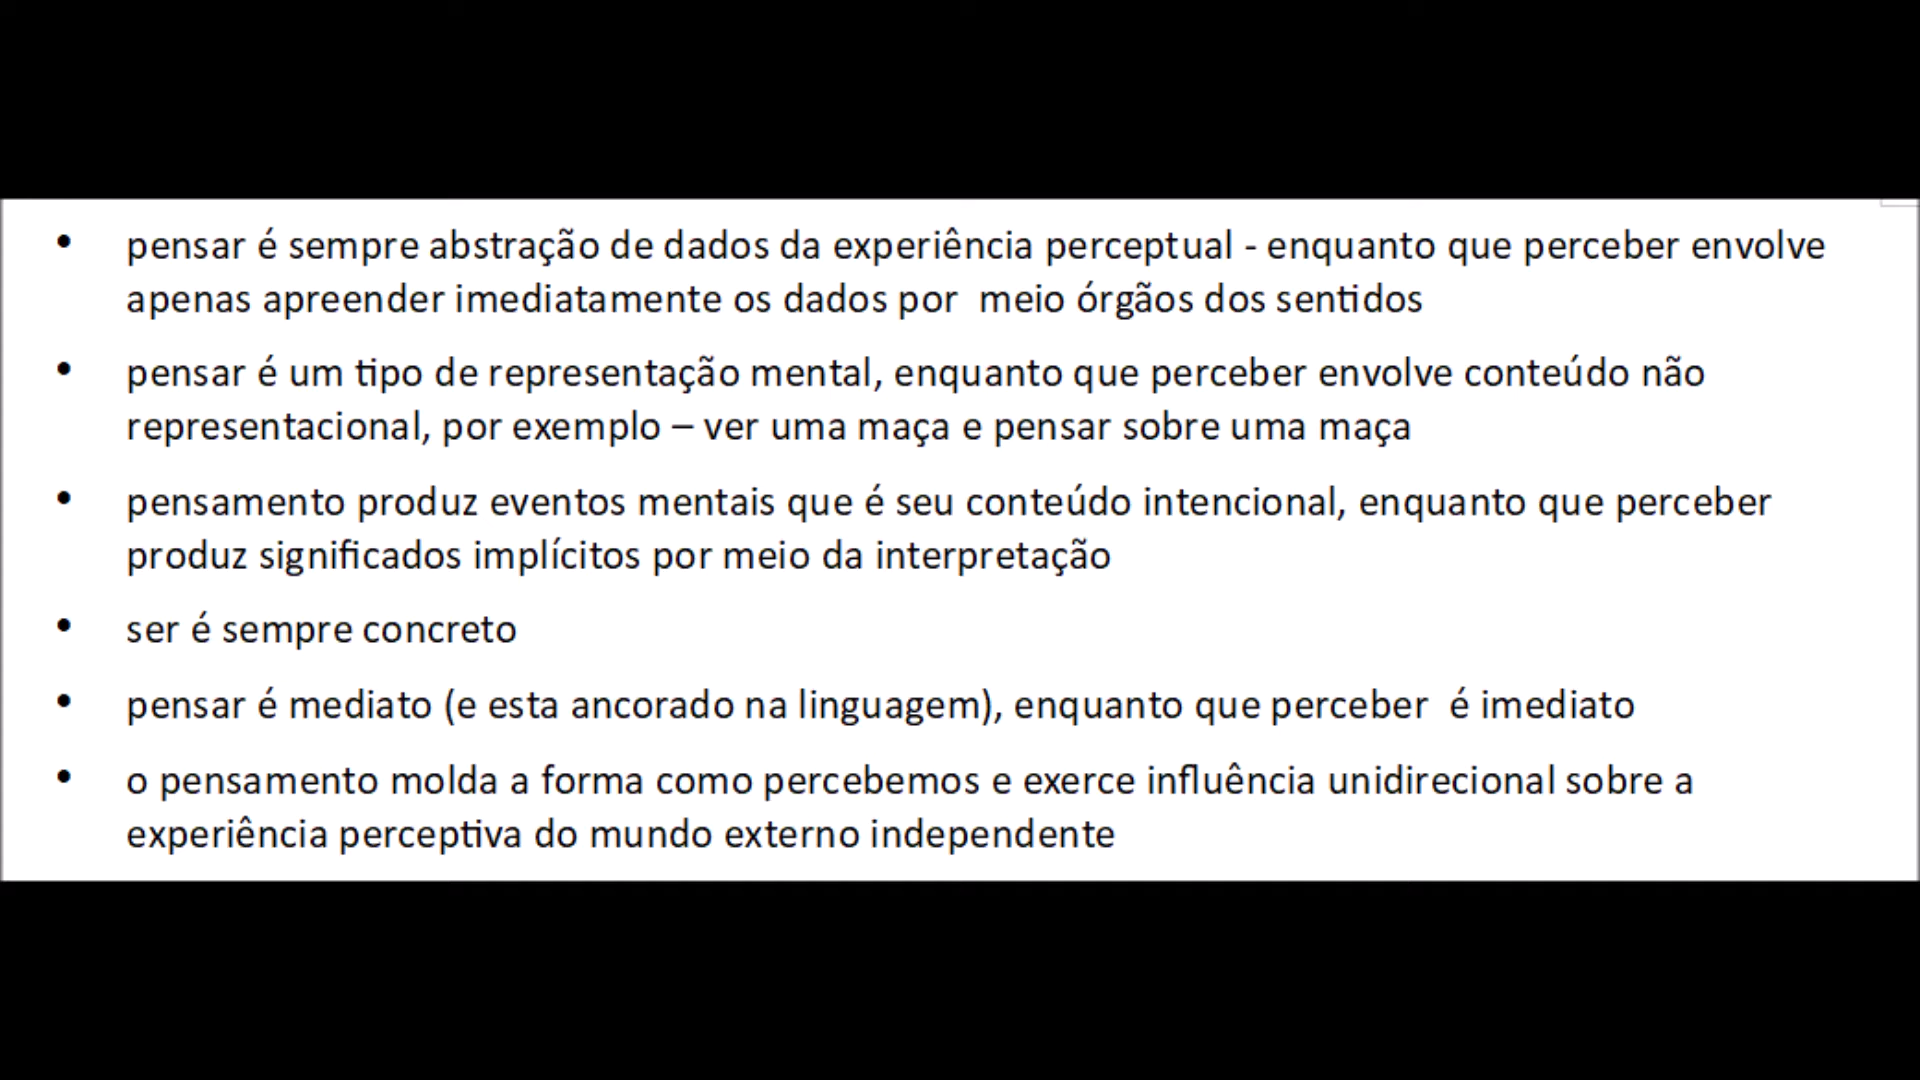 • pensar é sempre abstração de dados da experiência perceptual - enquanto que perceber envolve
apenas apreender imediatamente os dados por  meio órgãos dos sentidos
• pensar é um tipo de representação mental, enquanto que perceber envolve conteúdo não
representacional, por exemplo – ver uma maça e pensar sobre uma maça
• pensamento produz eventos mentais que é seu conteúdo intencional, enquanto que perceber
produz significados implícitos por meio da interpretação
• ser é sempre concreto
• pensar é mediato (e esta ancorado na linguagem), enquanto que perceber  é imediato
• o pensamento molda a forma como percebemos e exerce influência unidirecional sobre a
experiência perceptiva do mundo externo independente